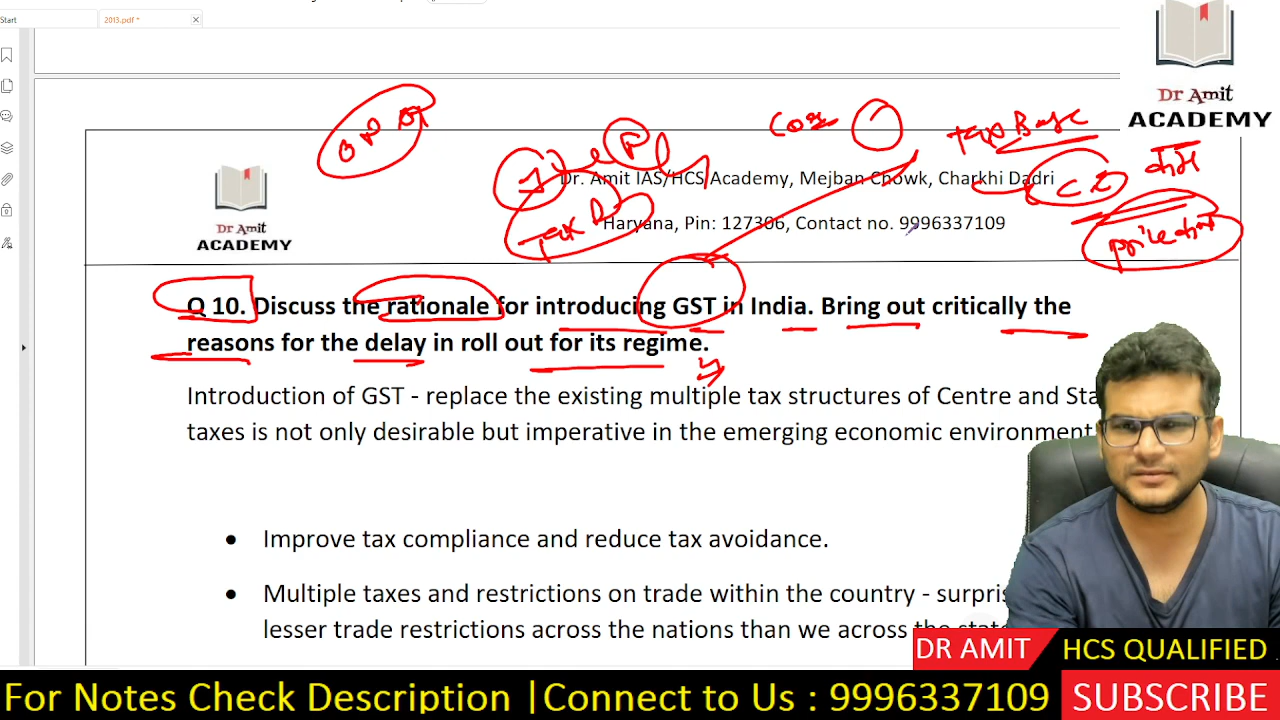 Start
2013.pdf *
Tax Base
Dr Amit
ACADEMY
Dr. Amit IAS/HCS Academy, Mejban Chowk, Charkhi Dadri
Haryana, Pin: 127306, Contact no. 9996337109
Dr Amit
ACADEMY
Q 10. Discuss the rationale for introducing GST in India. Bring out critically the
reasons for the delay in roll out for its regime.
Introduction of GST - replace the existing multiple tax structures of Centre and Sta
taxes is not only desirable but imperative in the emerging economic environment
• Improve tax compliance and reduce tax avoidance.
• Multiple taxes and restrictions on trade within the country - surpris
lesser trade restrictions across the nations than we across the state
DR AMIT HCS QUALIFIED
For Notes Check Description |Connect to Us : 9996337109 SUBSCRIBE